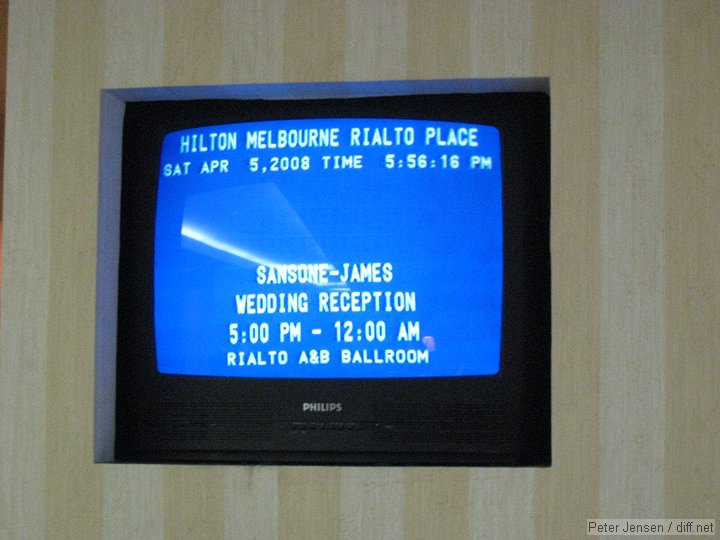 HILTON MELBOURNE RIALTO PLACE
SAT APR 5,2008 TIME 5:56:16 PM
SANSONE-JAMES
WEDDING RECEPTION
5:00 PM - 12:00 AM
RIALTO A&B BALLROOM
PHILIPS
Peter Jensen / diff.net